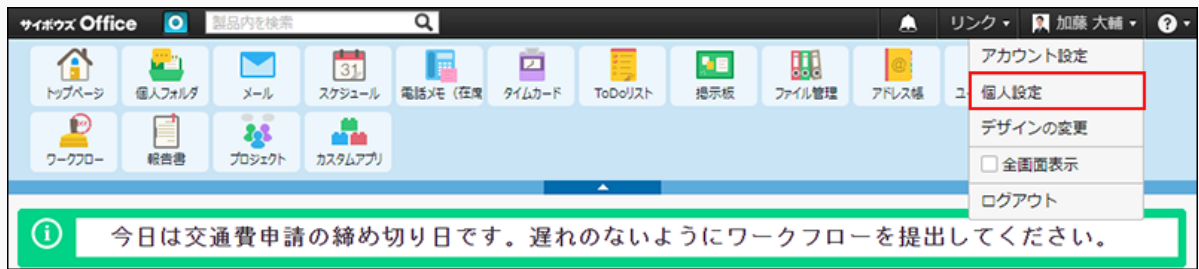 サイボウズ Office
製品内を検索
リンク
加藤 大輔
?
トップページ
個人フォルダ
メール
31
スケジュール
電話メモ（在席
タイムカード
ToDoリスト
掲示板
ファイル管理
@
アドレス帳
ユ
ワークフロー
報告書
プロジェクト
カスタムアプリ
アカウント設定
個人設定
デザインの変更
全画面表示
ログアウト
今日は交通費申請の締め切り日です。遅れのないようにワークフローを提出してください。